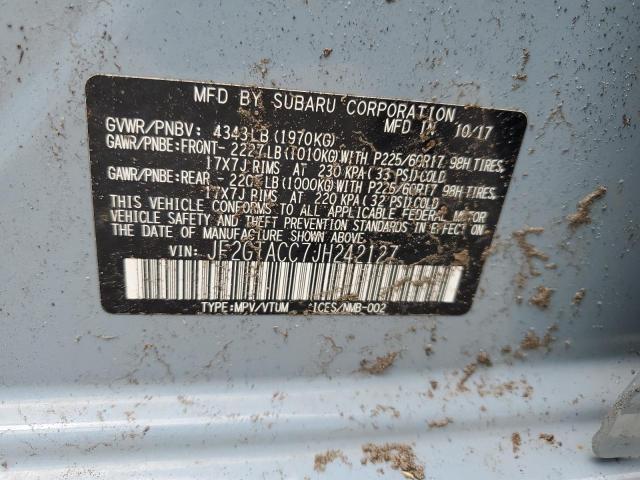 MFD BY SUBARU CORPORATION
MFD IN 10/17
GVWR/PNBV: 4343LB(1970KG)
GAWR/PNBE:FRONT- 2227LB(1010KG)WITH P225/60R17 98H TIRES,
17X7J RIMS AT 230 KPA(33 PSI)COLD
GAWR/PNBE:REAR - LB(1000KG)WITH P225/60R17 98H TIRES,
17X7J RIMS AT 220 KPA(32 PSI)COLD
THIS VEHICLE CONFORMS TO ALL APPLICABLE FEDERAL MOTOR
VEHICLE SAFETY AND THEFT PREVENTION STANDARDS IN EFFECT ON
THE DATE OF MANUFACTURE SHOWN ABOVE.
VIN: JF2GTACC7JH242127
TYPE:MPV/VTUM ICES/NMB-002